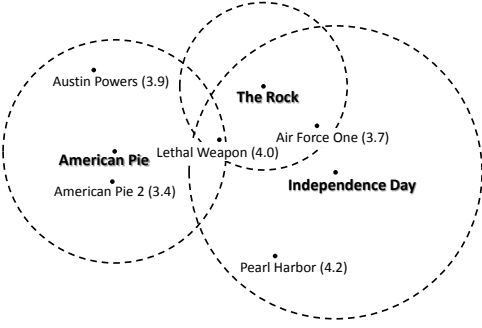 Austin Powers (3.9)
The Rock
Air Force One (3.7)
Lethal Weapon (4.0)
American Pie
American Pie 2 (3.4)
Independence Day
Pearl Harbor (4.2)